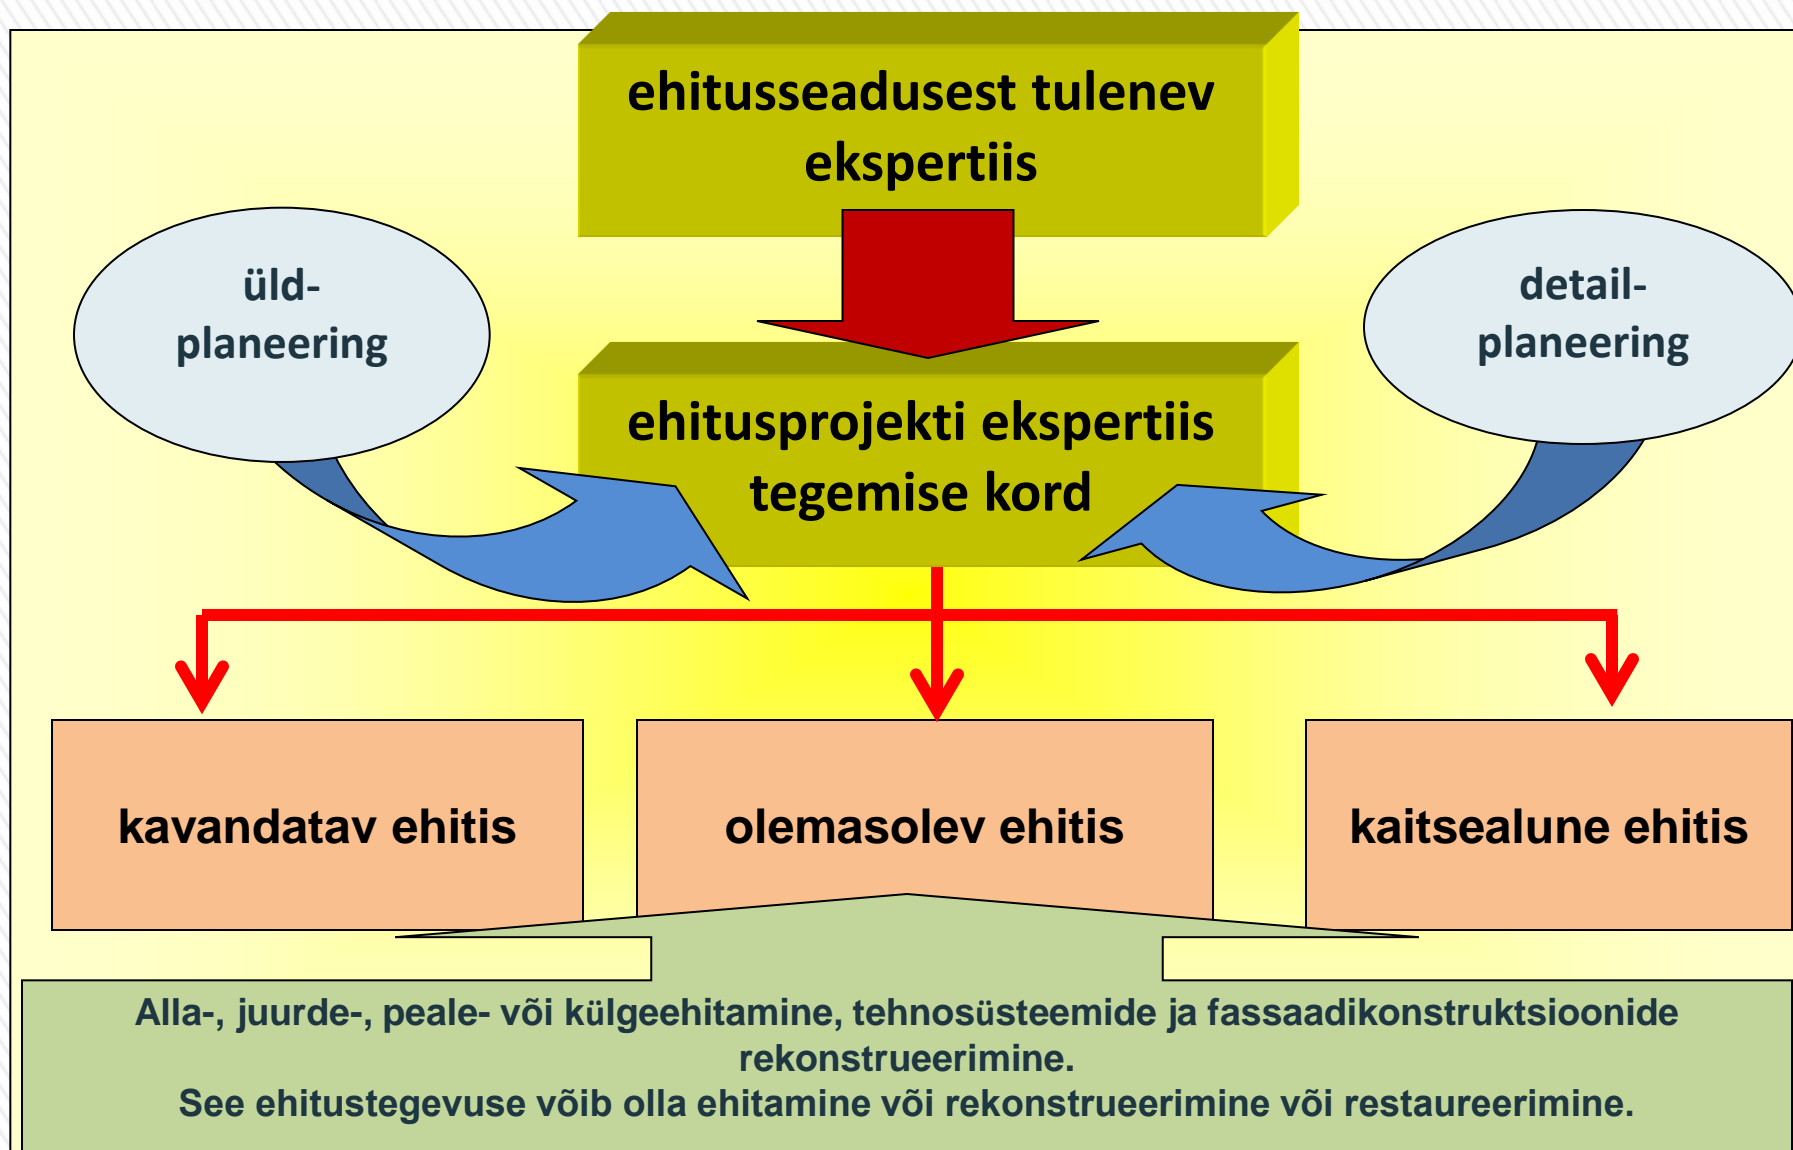 ehitusseadusest tulenev
ekspertiis
üld-
planeering
detail-
planeering
ehitusprojekti ekspertiis
tegemise kord
kavandatav ehitis
olemasolev ehitis
kaitsealune ehitis
Alla-, juurde-, peale- või külgeehitamine, tehnosüsteemide ja fassaadikonstruktsioonide
rekonstrueerimine.
See ehitustegevuse võib olla ehitamine või rekonstrueerimine või restaureerimine.